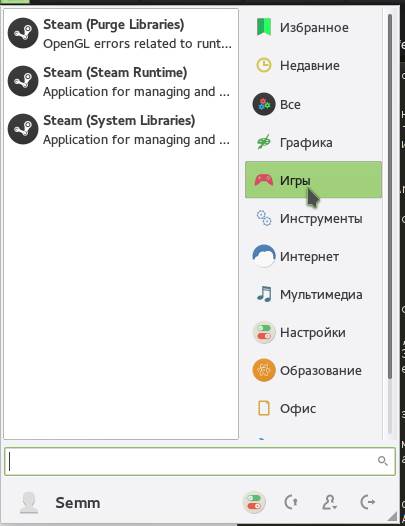 Steam (Purge Libraries)
OpenGL errors related to runt...
Steam (Steam Runtime)
Application for managing and ...
Steam (System Libraries)
Application for managing and ...
Избранное
Недавние
Все
Графика
Игры
Инструменты
Интернет
Мультимедиа
Настройки
Образование
Офис
Semm